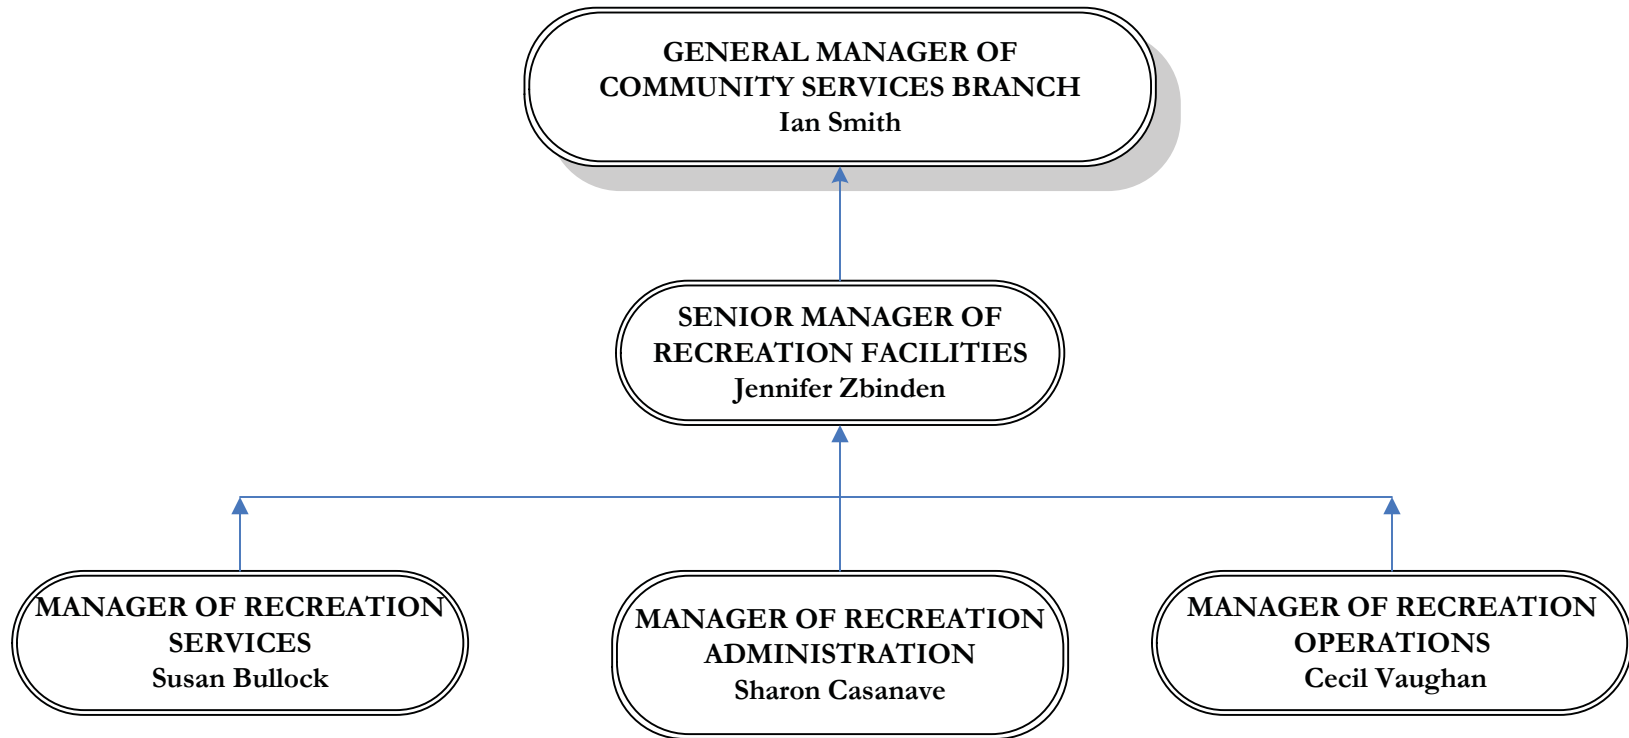 GENERAL MANAGER OF
COMMUNITY SERVICES BRANCH
Ian Smith
SENIOR MANAGER OF
RECREATION FACILITIES
Jennifer Zbinden
MANAGER OF RECREATION
SERVICES
Susan Bullock
MANAGER OF RECREATION
ADMINISTRATION
Sharon Casanave
MANAGER OF RECREATION
OPERATIONS
Cecil Vaughan